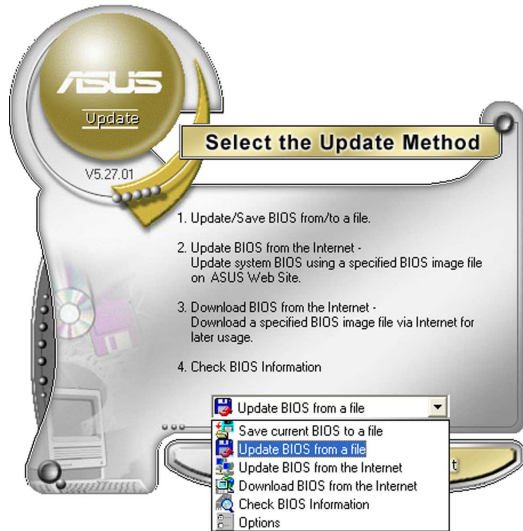 ASUS
Update
V5.27.01
Select the Update Method
1. Update/Save BIOS from/to a file.
2. Update BIOS from the Internet -
Update system BIOS using a specified BIOS image file
on ASUS Web Site.
3. Download BIOS from the Internet -
Download a specified BIOS image file via Internet for
later usage.
4. Check BIOS Information
Update BIOS from a file
Save current BIOS to a file
Update BIOS from a file
Update BIOS from the Internet
Download BIOS from the Internet
Check BIOS Information
Options